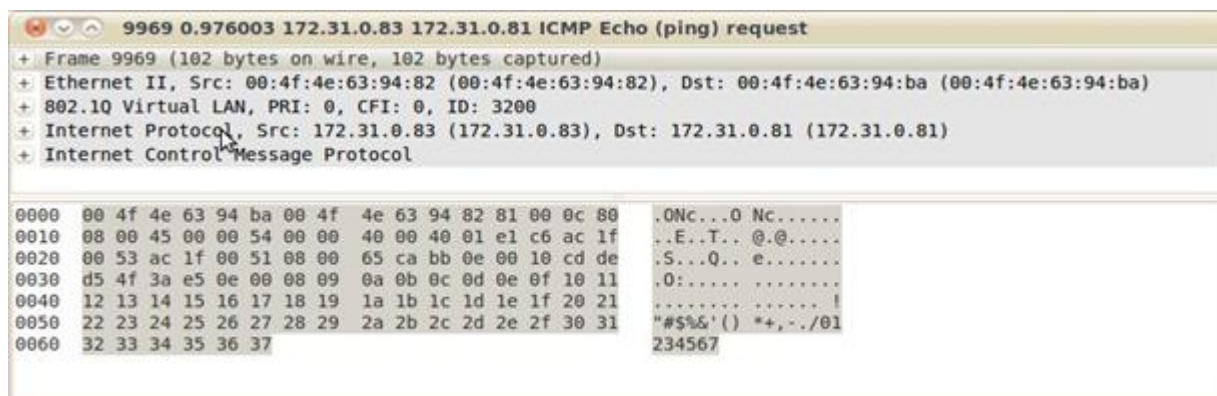 9969 0.976003 172.31.0.83 172.31.0.81 ICMP Echo (ping) request
+ Frame 9969 (102 bytes on wire, 102 bytes captured)
+ Ethernet II, Src: 00:4f:4e:63:94:82 (00:4f:4e:63:94:82), Dst: 00:4f:4e:63:94:ba (00:4f:4e:63:94:ba)
+ 802.1Q Virtual LAN, PRI: 0, CFI: 0, ID: 3200
+ Internet Protocol, Src: 172.31.0.83 (172.31.0.83), Dst: 172.31.0.81 (172.31.0.81)
+ Internet Control Message Protocol
0000 00 4f 4e 63 94 ba 00 4f 4e 63 94 82 81 00 0c 80 .ONc...O Nc......
0010 08 00 45 00 00 54 00 00 40 00 40 01 e1 c6 ac 1f ..E..T.. @.@.....
0020 00 53 ac 1f 00 51 08 00 65 ca bb 0e 00 10 cd de .S...Q.. e.......
0030 d5 4f 3a e5 0e 00 08 09 0a 0b 0c 0d 0e 0f 10 11 .O:..... ........
0040 12 13 14 15 16 17 18 19 1a 1b 1c 1d 1e 1f 20 21 ........ ...... !
0050 22 23 24 25 26 27 28 29 2a 2b 2c 2d 2e 2f 30 31 "#$%&'() *+,-./01
0060 32 33 34 35 36 37 234567